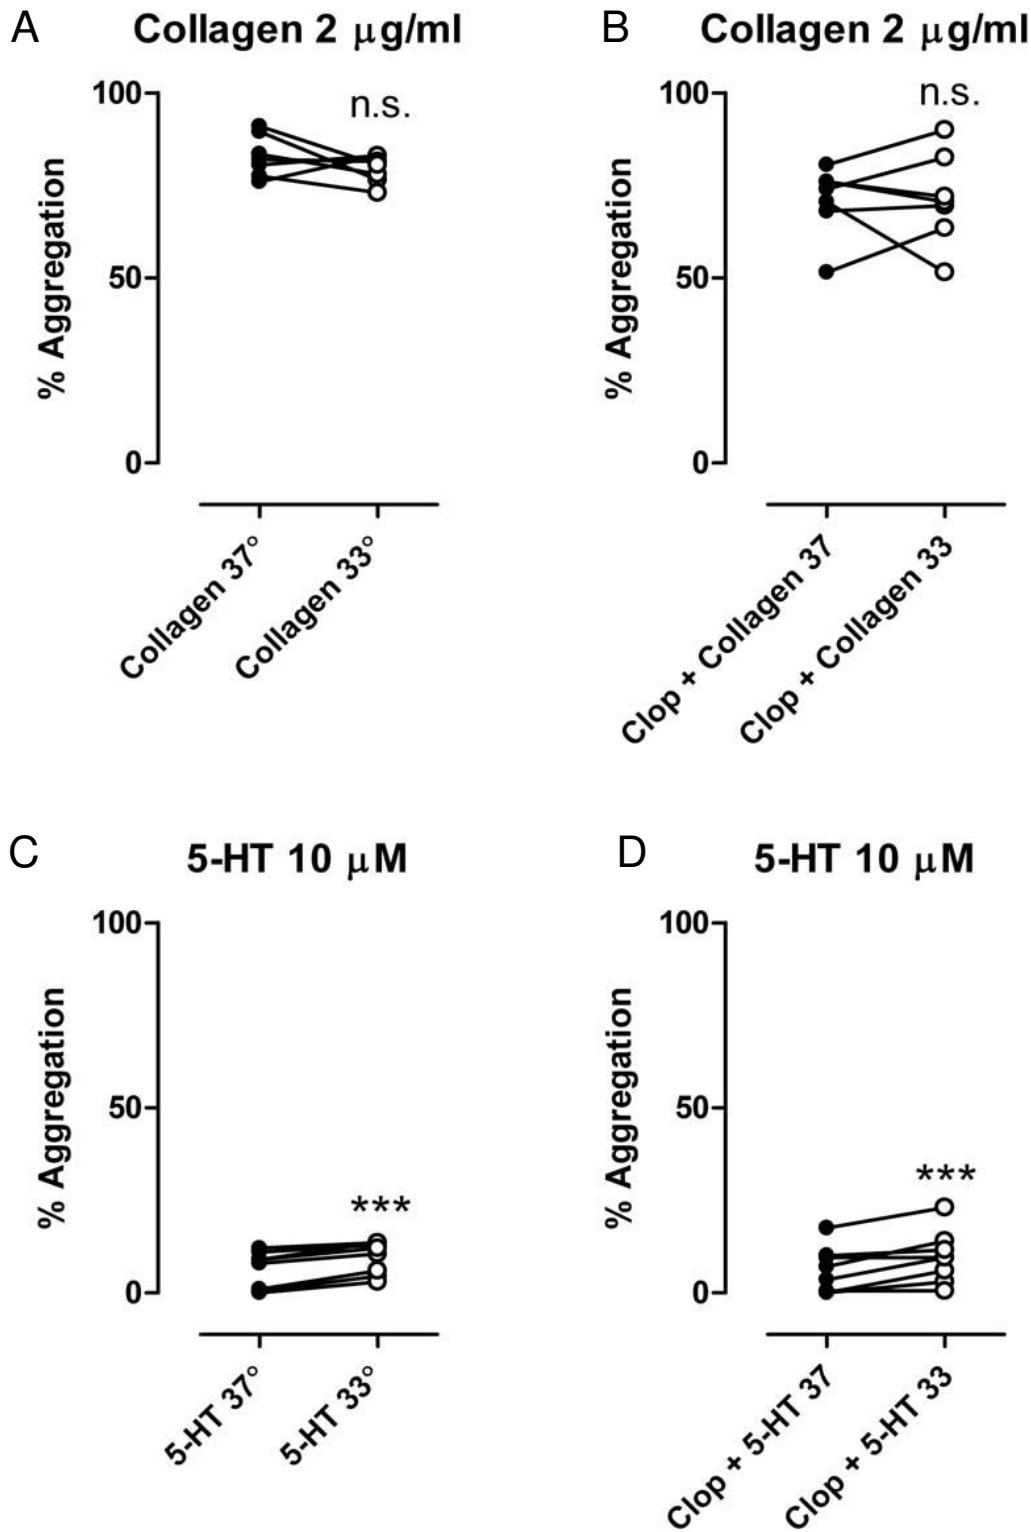 A
Collagen 2 μg/ml
100
50
0
% Aggregation
n.s.
Collagen 37°
Collagen 33°
B
Collagen 2 μg/ml
100
50
0
% Aggregation
n.s.
Clop + Collagen 37
Clop + Collagen 33
C
5-HT 10 μM
100
50
0
% Aggregation
***
5-HT 37°
5-HT 33°
D
5-HT 10 μM
100
50
0
% Aggregation
***
Clop + 5-HT 37
Clop + 5-HT 33